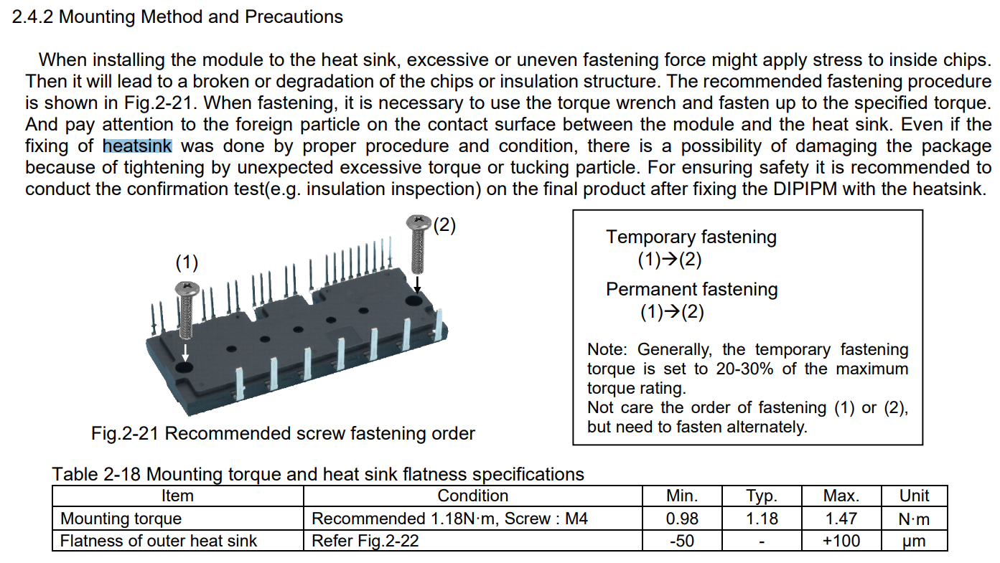 2.4.2 Mounting Method and Precautions
When installing the module to the heat sink, excessive or uneven fastening force might apply stress to inside chips.
Then it will lead to a broken or degradation of the chips or insulation structure. The recommended fastening procedure
is shown in Fig.2-21. When fastening, it is necessary to use the torque wrench and fasten up to the specified torque.
And pay attention to the foreign particle on the contact surface between the module and the heat sink. Even if the
fixing of heatsink was done by proper procedure and condition, there is a possibility of damaging the package
because of tightening by unexpected excessive torque or tucking particle. For ensuring safety it is recommended to
conduct the confirmation test(e.g. insulation inspection) on the final product after fixing the DIPIPM with the heatsink.
(1)
(2)
Temporary fastening
(1)→(2)
Permanent fastening
(1)→(2)
Note: Generally, the temporary fastening
torque is set to 20-30% of the maximum
torque rating.
Not care the order of fastening (1) or (2),
but need to fasten alternately.
Fig.2-21 Recommended screw fastening order
Table 2-18 Mounting torque and heat sink flatness specifications
Item Condition Min. Typ. Max. Unit
Mounting torque Recommended 1.18N·m, Screw : M4 0.98 1.18 1.47 N·m
Flatness of outer heat sink Refer Fig.2-22 -50 - +100 μm